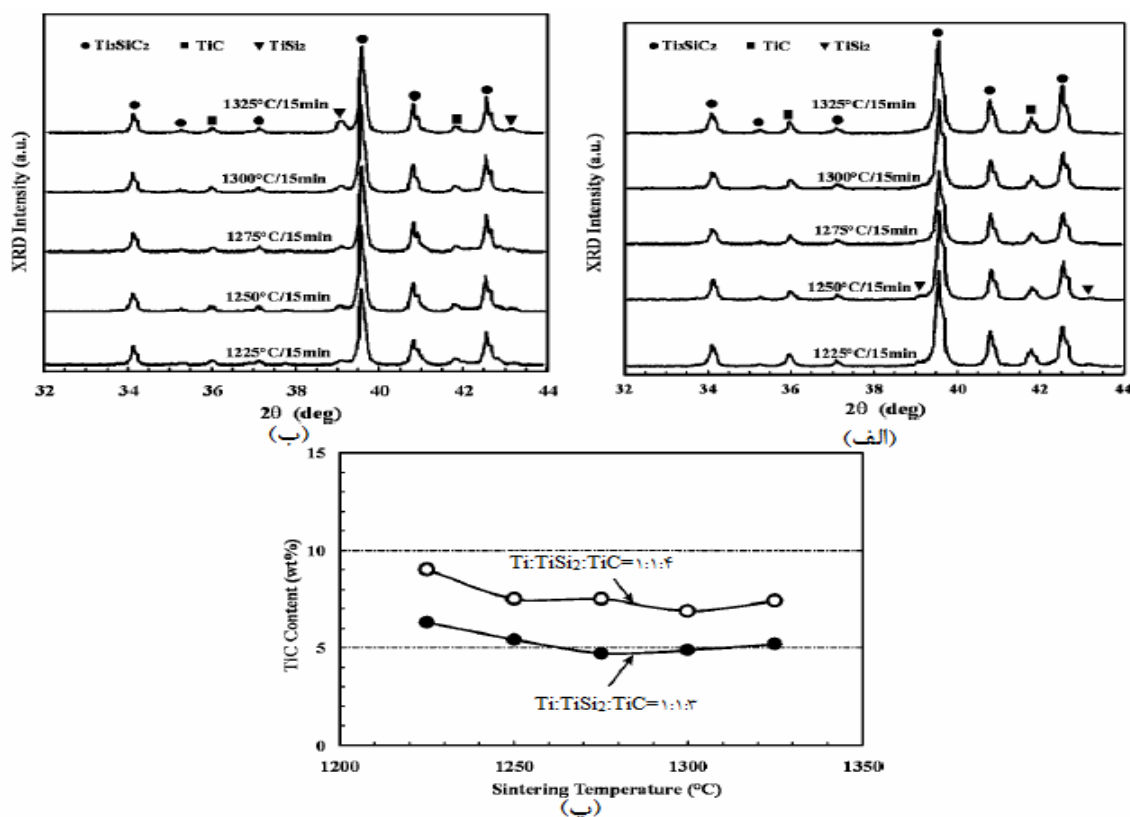 ● Ti₃SiC₂ ■ TiC ▼ TiSi₂
1325°C/15min
1300°C/15min
1275°C/15min
1250°C/15min
1225°C/15min
XRD Intensity (a.u.)
32 34 36 38 40 42 44
2θ (deg)
(ب)
● Ti₃SiC₂ ■ TiC ▼ TiSi₂
1325°C/15min
1300°C/15min
1275°C/15min
1250°C/15min
1225°C/15min
XRD Intensity (a.u.)
32 34 36 38 40 42 44
2θ (deg)
(الف)
15
10
5
0
TiC Content (wt%)
Ti:TiSi₂:TiC=۱:۱:۴
Ti:TiSi₂:TiC=۱:۱:۳
1200 1250 1300 1350
Sintering Temperature (°C)
(پ)